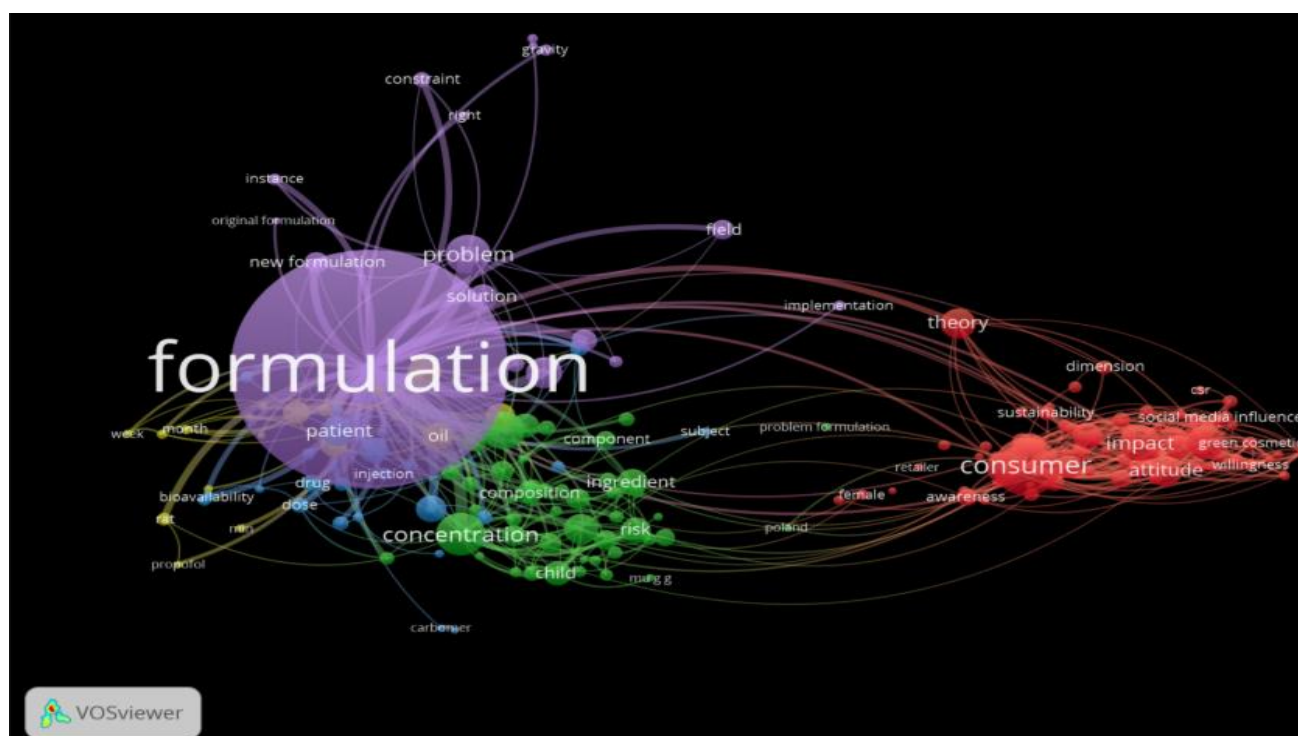 gravity
constraint
right
instance
original formulation
field
problem
new formulation
solution
implementation
theory
formulation
dimension
csr
sustainability
social media influence
week
month
patient
oil
component
subject
problem formulation
impact
green cosmetic
injection
retailer
consumer
attitude
willingness
drug
ingredient
bioavailability
dose
composition
female
awareness
rat
min
concentration
risk
poland
propofol
child
mu g g
carbomer
VOSviewer